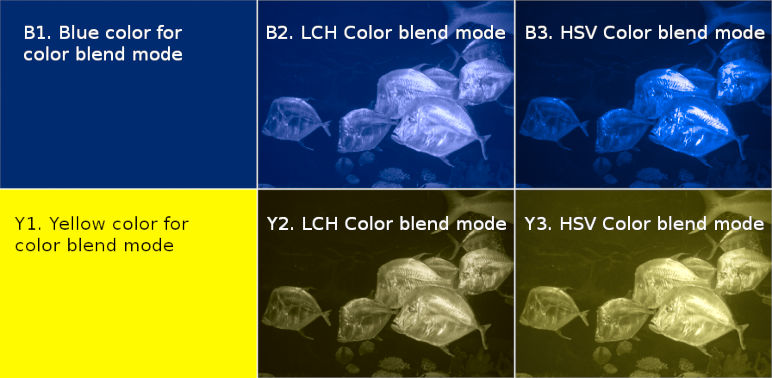 B1. Blue color for
color blend mode
B2. LCH Color blend mode
B3. HSV Color blend mode
Y1. Yellow color for
color blend mode
Y2. LCH Color blend mode
Y3. HSV Color blend mode